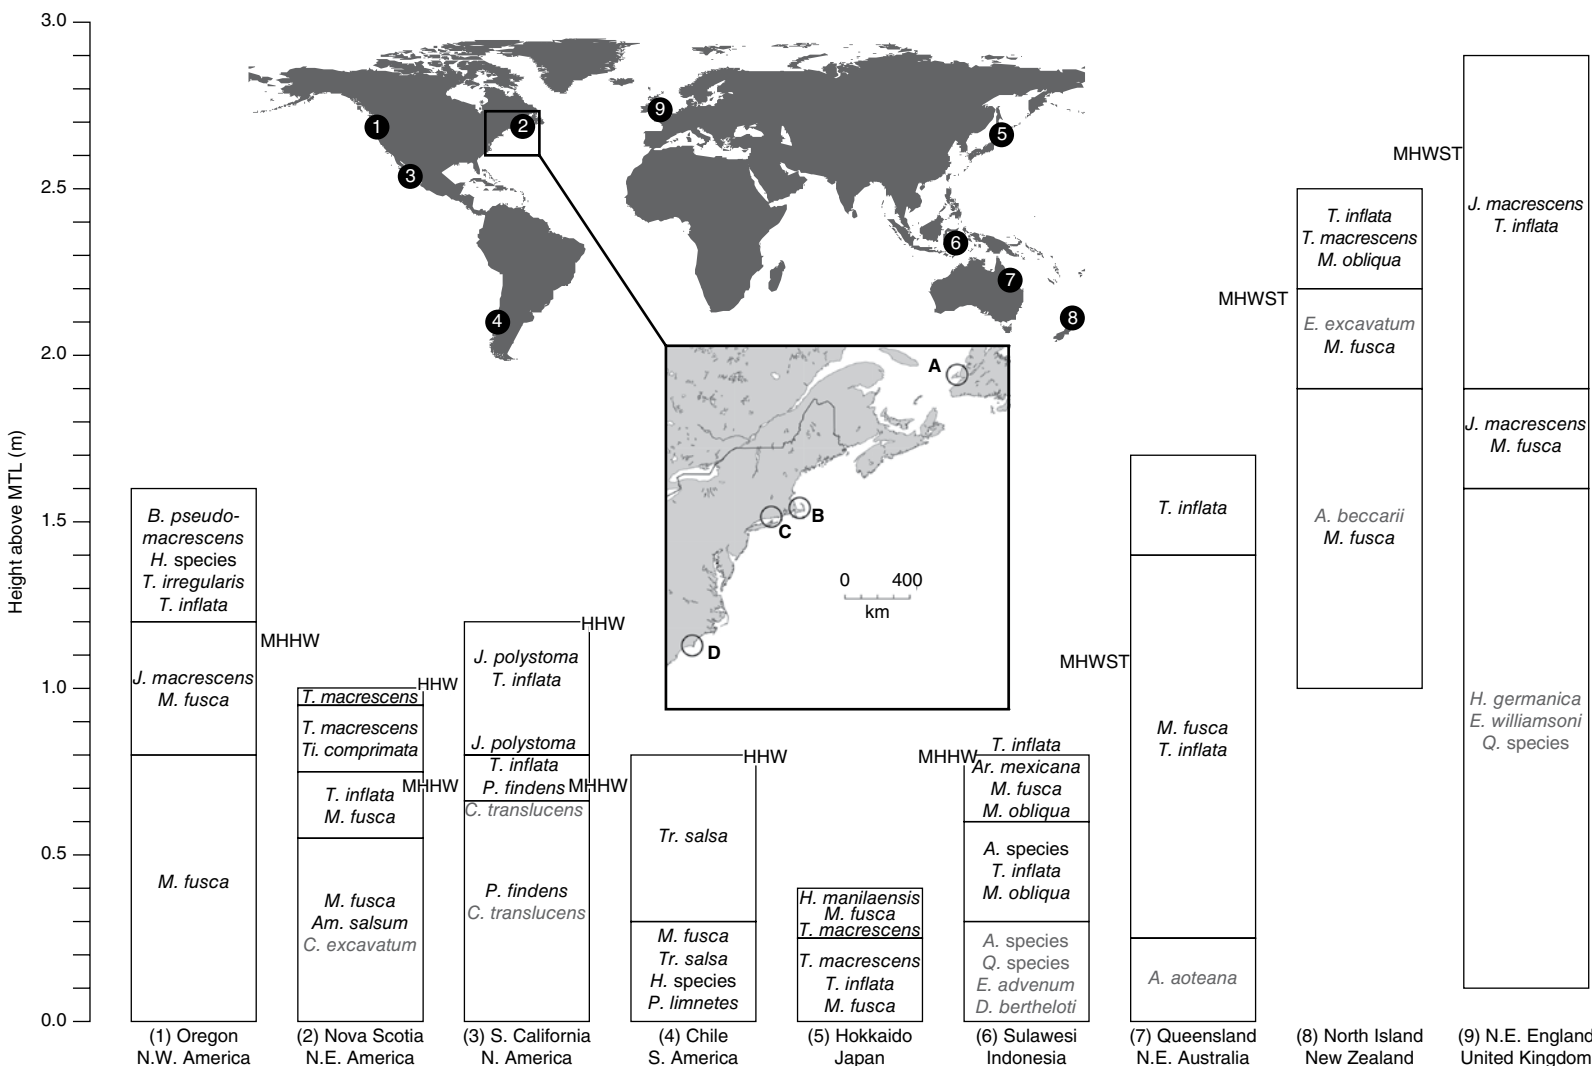 3.0
2.5
2.0
1.5
1.0
0.5
0.0
Height above MTL (m)
1
2
3
4
5
6
7
8
9
A
B
C
D
0 400
km
B. pseudo-
macrescens
H. species
T. irregularis
T. inflata
MHHW
J. macrescens
M. fusca
M. fusca
(1) Oregon
N.W. America
HHW
T. macrescens
T. macrescens
Ti. comprimata
MHHW
T. inflata
M. fusca
M. fusca
Am. salsum
C. excavatum
(2) Nova Scotia
N.E. America
HHW
J. polystoma
T. inflata
J. polystoma
T. inflata
P. findens
MHHW
C. translucens
P. findens
C. translucens
(3) S. California
N. America
HHW
Tr. salsa
M. fusca
Tr. salsa
H. species
P. limnetes
(4) Chile
S. America
H. manilaensis
M. fusca
T. macrescens
T. macrescens
T. inflata
M. fusca
(5) Hokkaido
Japan
T. inflata
MHHW
Ar. mexicana
M. fusca
M. obliqua
A. species
T. inflata
M. obliqua
A. species
Q. species
E. advenum
D. bertheloti
(6) Sulawesi
Indonesia
T. inflata
MHWST
M. fusca
T. inflata
A. aoteana
(7) Queensland
N.E. Australia
T. inflata
T. macrescens
M. obliqua
MHWST
E. excavatum
M. fusca
A. beccarii
M. fusca
(8) North Island
New Zealand
MHWST
J. macrescens
T. inflata
J. macrescens
M. fusca
H. germanica
E. williamsoni
Q. species
(9) N.E. England
United Kingdom